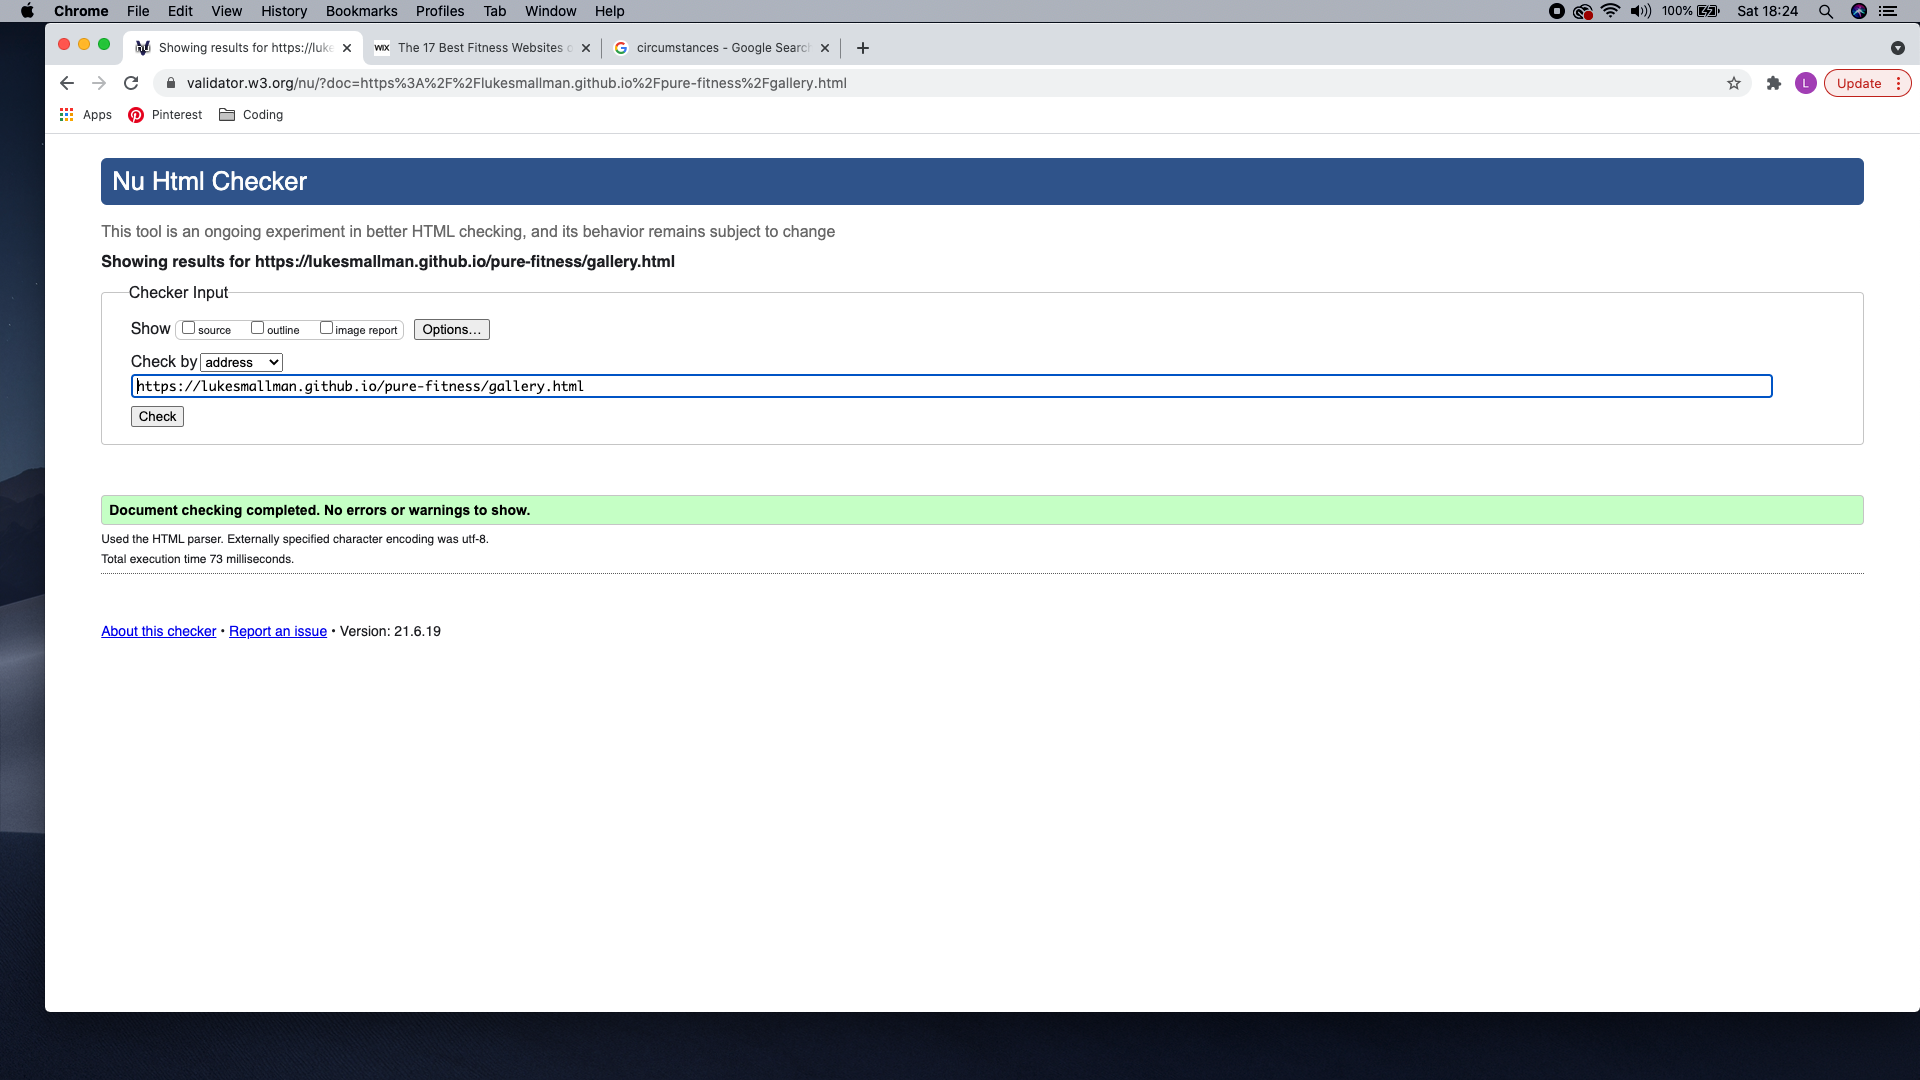 Chrome File Edit View History Bookmarks Profiles Tab Window Help 100% Sat 18:24
Showing results for https://luke The 17 Best Fitness Websites circumstances - Google Searc
validator.w3.org/nu/?doc=https%3A%2F%2Flukesmallman.github.io%2Fpure-fitness%2Fgallery.html L Update
Apps Pinterest Coding
Nu Html Checker
This tool is an ongoing experiment in better HTML checking, and its behavior remains subject to change
Showing results for https://lukesmallman.github.io/pure-fitness/gallery.html
Checker Input
Show source outline image report Options...
Check by address
https://lukesmallman.github.io/pure-fitness/gallery.html
Check
Document checking completed. No errors or warnings to show.
Used the HTML parser. Externally specified character encoding was utf-8.
Total execution time 73 milliseconds.
About this checker • Report an issue • Version: 21.6.19